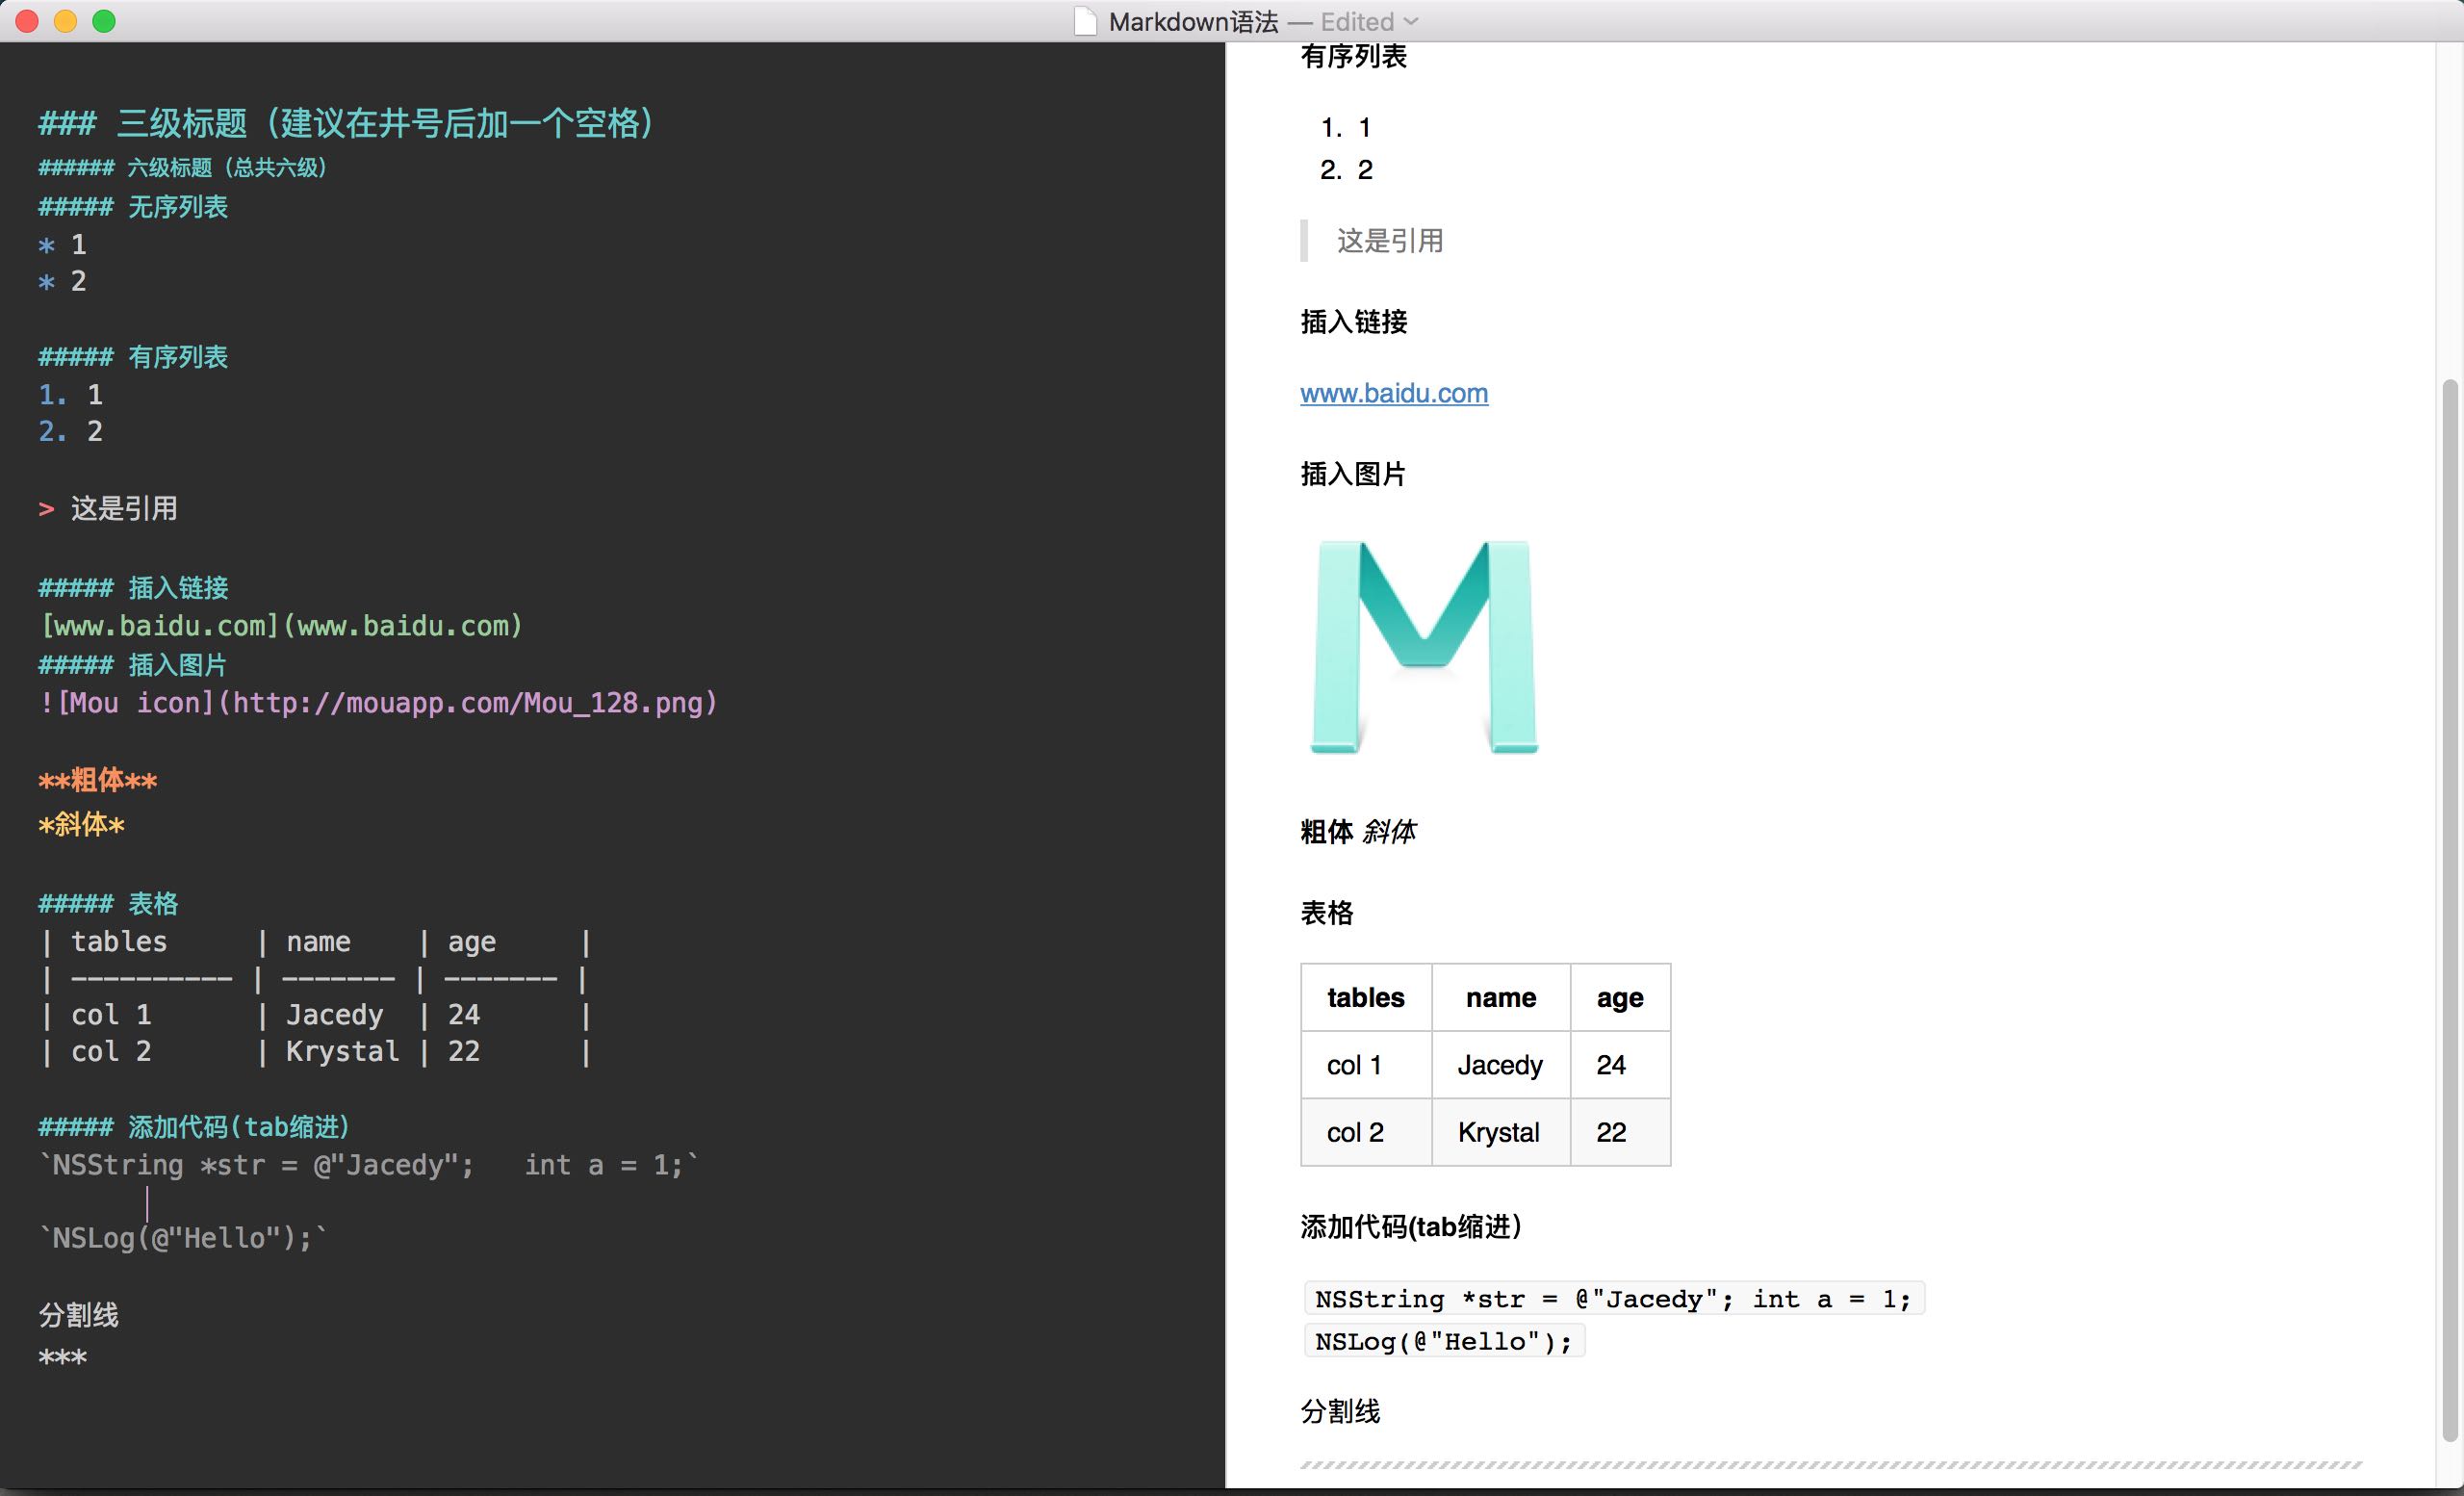 Markdown语法 — Edited
### 三级标题（建议在井号后加一个空格）
###### 六级标题（总共六级）
##### 无序列表
* 1
* 2
##### 有序列表
1. 1
2. 2
> 这是引用
##### 插入链接
[www.baidu.com](www.baidu.com)
##### 插入图片
![Mou icon](http://mouapp.com/Mou_128.png)
**粗体**
*斜体*
##### 表格
| tables | name | age |
| ---------- | ------- | ------- |
| col 1 | Jacedy | 24 |
| col 2 | Krystal | 22 |
##### 添加代码(tab缩进）
`NSString *str = @"Jacedy"; int a = 1;`
`NSLog(@"Hello");`
分割线
***
有序列表
1. 1
2. 2
这是引用
插入链接
www.baidu.com
插入图片
M
粗体 斜体
表格
tables name age
col 1 Jacedy 24
col 2 Krystal 22
添加代码(tab缩进）
NSString *str = @"Jacedy"; int a = 1;
NSLog(@"Hello");
分割线